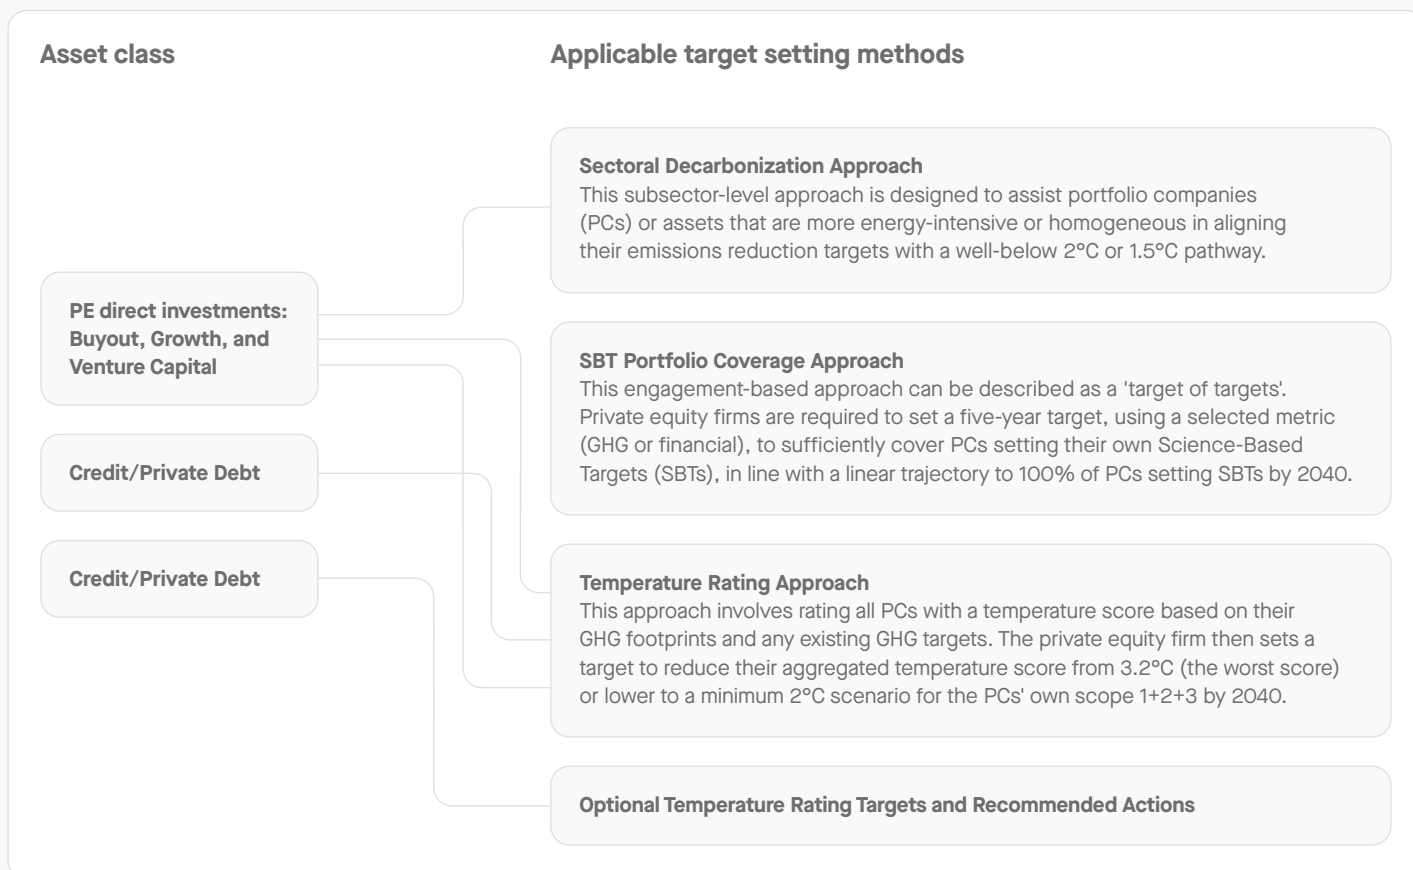 Asset class
Applicable target setting methods
PE direct investments:
Buyout, Growth, and
Venture Capital
Credit/Private Debt
Credit/Private Debt
Sectoral Decarbonization Approach
This subsector-level approach is designed to assist portfolio companies
(PCs) or assets that are more energy-intensive or homogeneous in aligning
their emissions reduction targets with a well-below 2°C or 1.5°C pathway.
SBT Portfolio Coverage Approach
This engagement-based approach can be described as a 'target of targets'.
Private equity firms are required to set a five-year target, using a selected metric
(GHG or financial), to sufficiently cover PCs setting their own Science-Based
Targets (SBTs), in line with a linear trajectory to 100% of PCs setting SBTs by 2040.
Temperature Rating Approach
This approach involves rating all PCs with a temperature score based on their
GHG footprints and any existing GHG targets. The private equity firm then sets a
target to reduce their aggregated temperature score from 3.2°C (the worst score)
or lower to a minimum 2°C scenario for the PCs' own scope 1+2+3 by 2040.
Optional Temperature Rating Targets and Recommended Actions